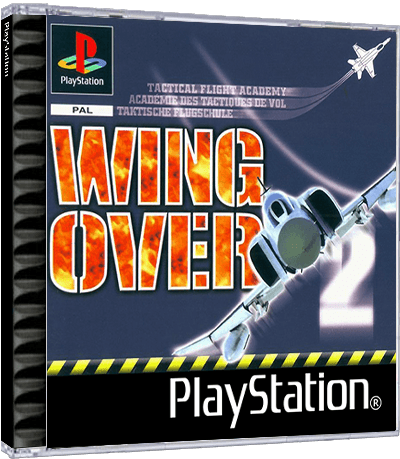 PlayStation
PlayStation
PAL
TACTICAL FLIGHT ACADEMY
ACADEMIE DES TACTIQUES DE VOL
TAKTISCHE FLUGSCHULE
WING
OVER
2
PlayStation®